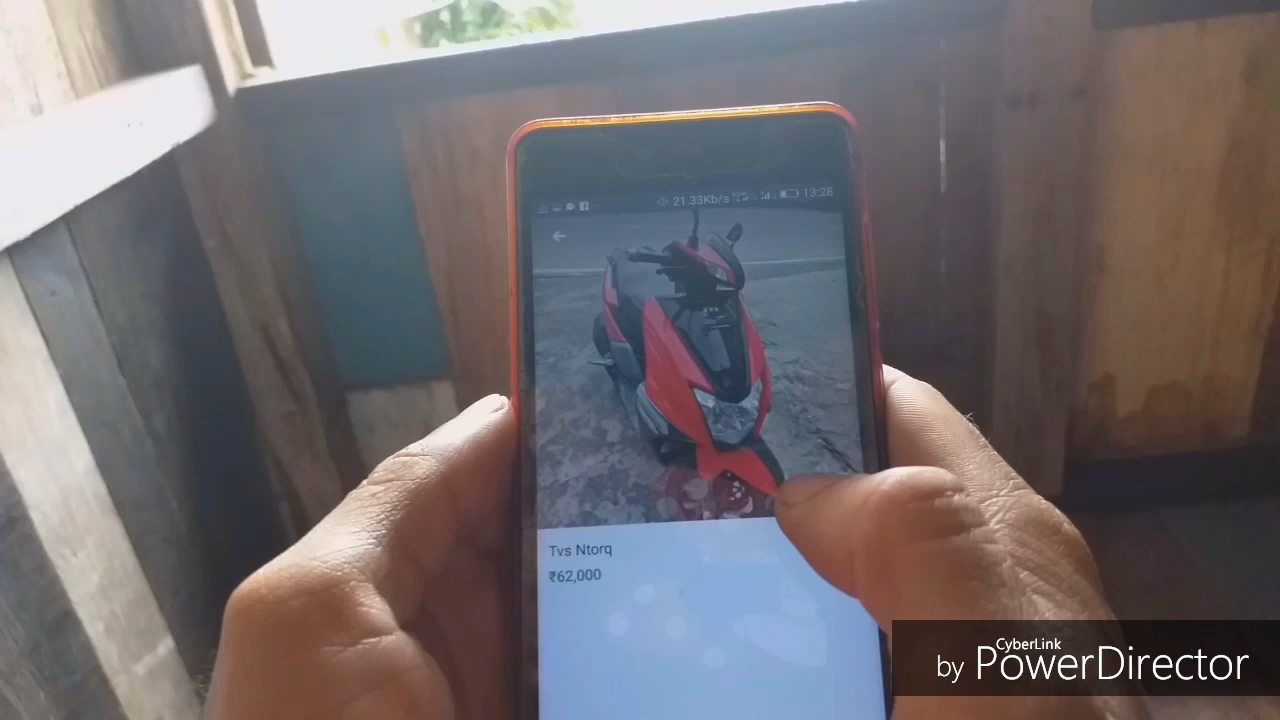 21.33Kb/s 13:28
Tvs Ntorq
₹62,000
CyberLink
by PowerDirector